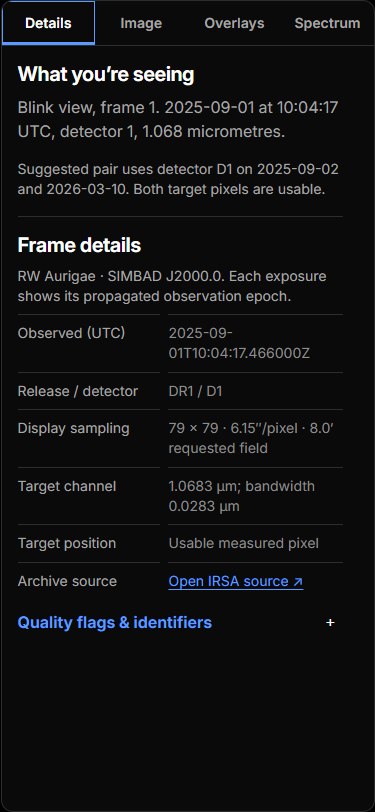 Details Image Overlays Spectrum
What you’re seeing
Blink view, frame 1. 2025-09-01 at 10:04:17
UTC, detector 1, 1.068 micrometres.
Suggested pair uses detector D1 on 2025-09-02
and 2026-03-10. Both target pixels are usable.
Frame details
RW Aurigae · SIMBAD J2000.0. Each exposure
shows its propagated observation epoch.
Observed (UTC) 2025-09-
01T10:04:17.466000Z
Release / detector DR1 / D1
Display sampling 79 × 79 · 6.15″/pixel · 8.0′
requested field
Target channel 1.0683 µm; bandwidth
0.0283 µm
Target position Usable measured pixel
Archive source Open IRSA source ↗
Quality flags & identifiers +